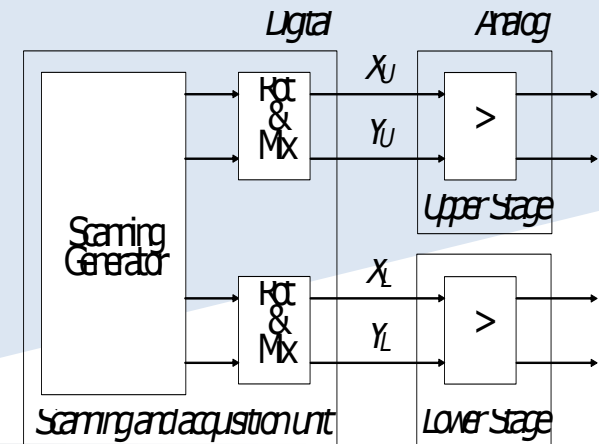 Digital
Analog
Rot
&
Mix
X_U
Y_U
>
Upper Stage
Scanning
Generator
Rot
&
Mix
X_L
Y_L
>
Scanning and acquisition unit
Lower Stage